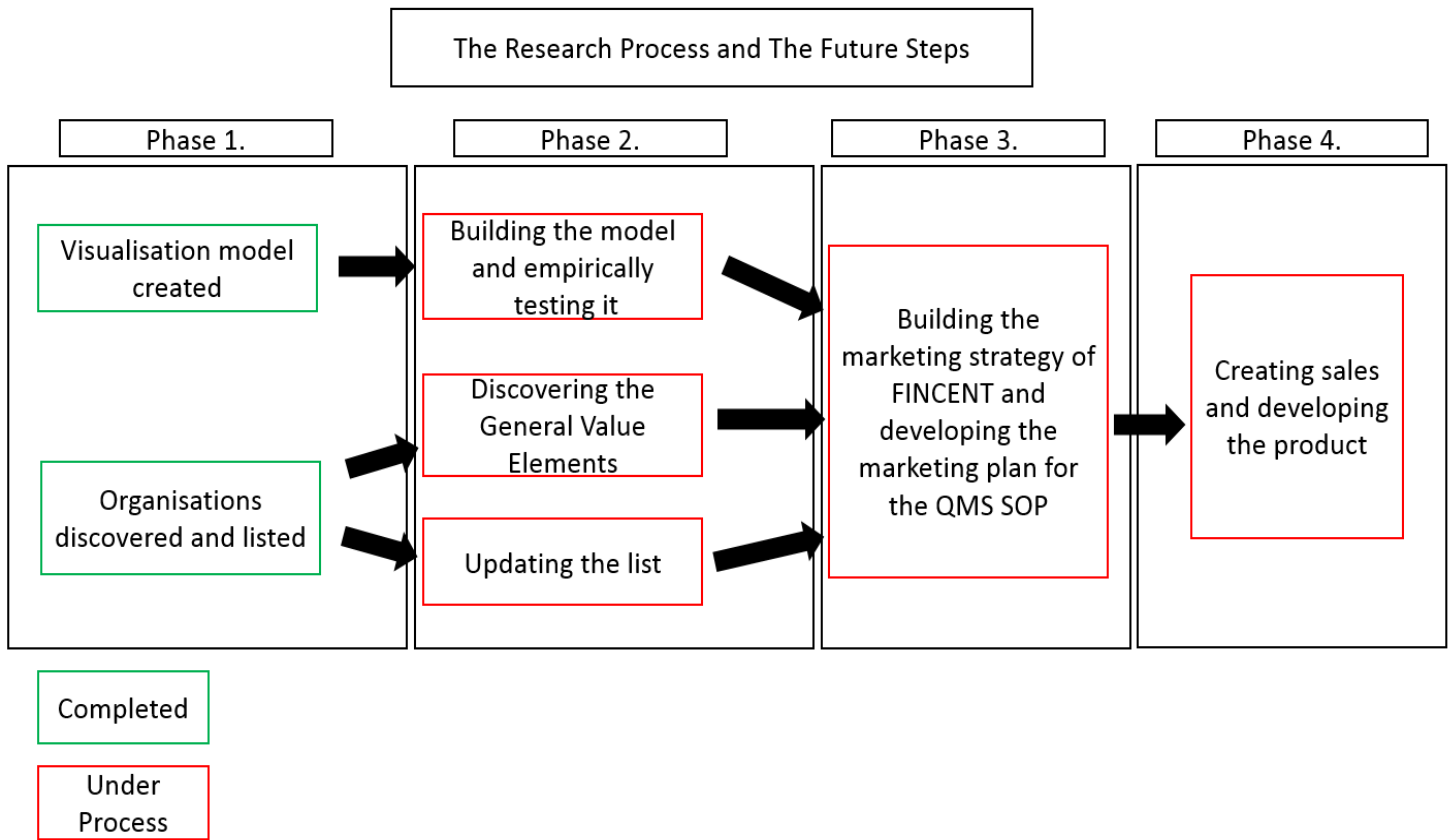 The Research Process and The Future Steps
Phase 1.
Phase 2.
Phase 3.
Phase 4.
Visualisation model
created
Organisations
discovered and listed
Building the model
and empirically
testing it
Discovering the
General Value
Elements
Updating the list
Building the
marketing strategy of
FINCENT and
developing the
marketing plan for
the QMS SOP
Creating sales
and developing
the product
Completed
Under
Process